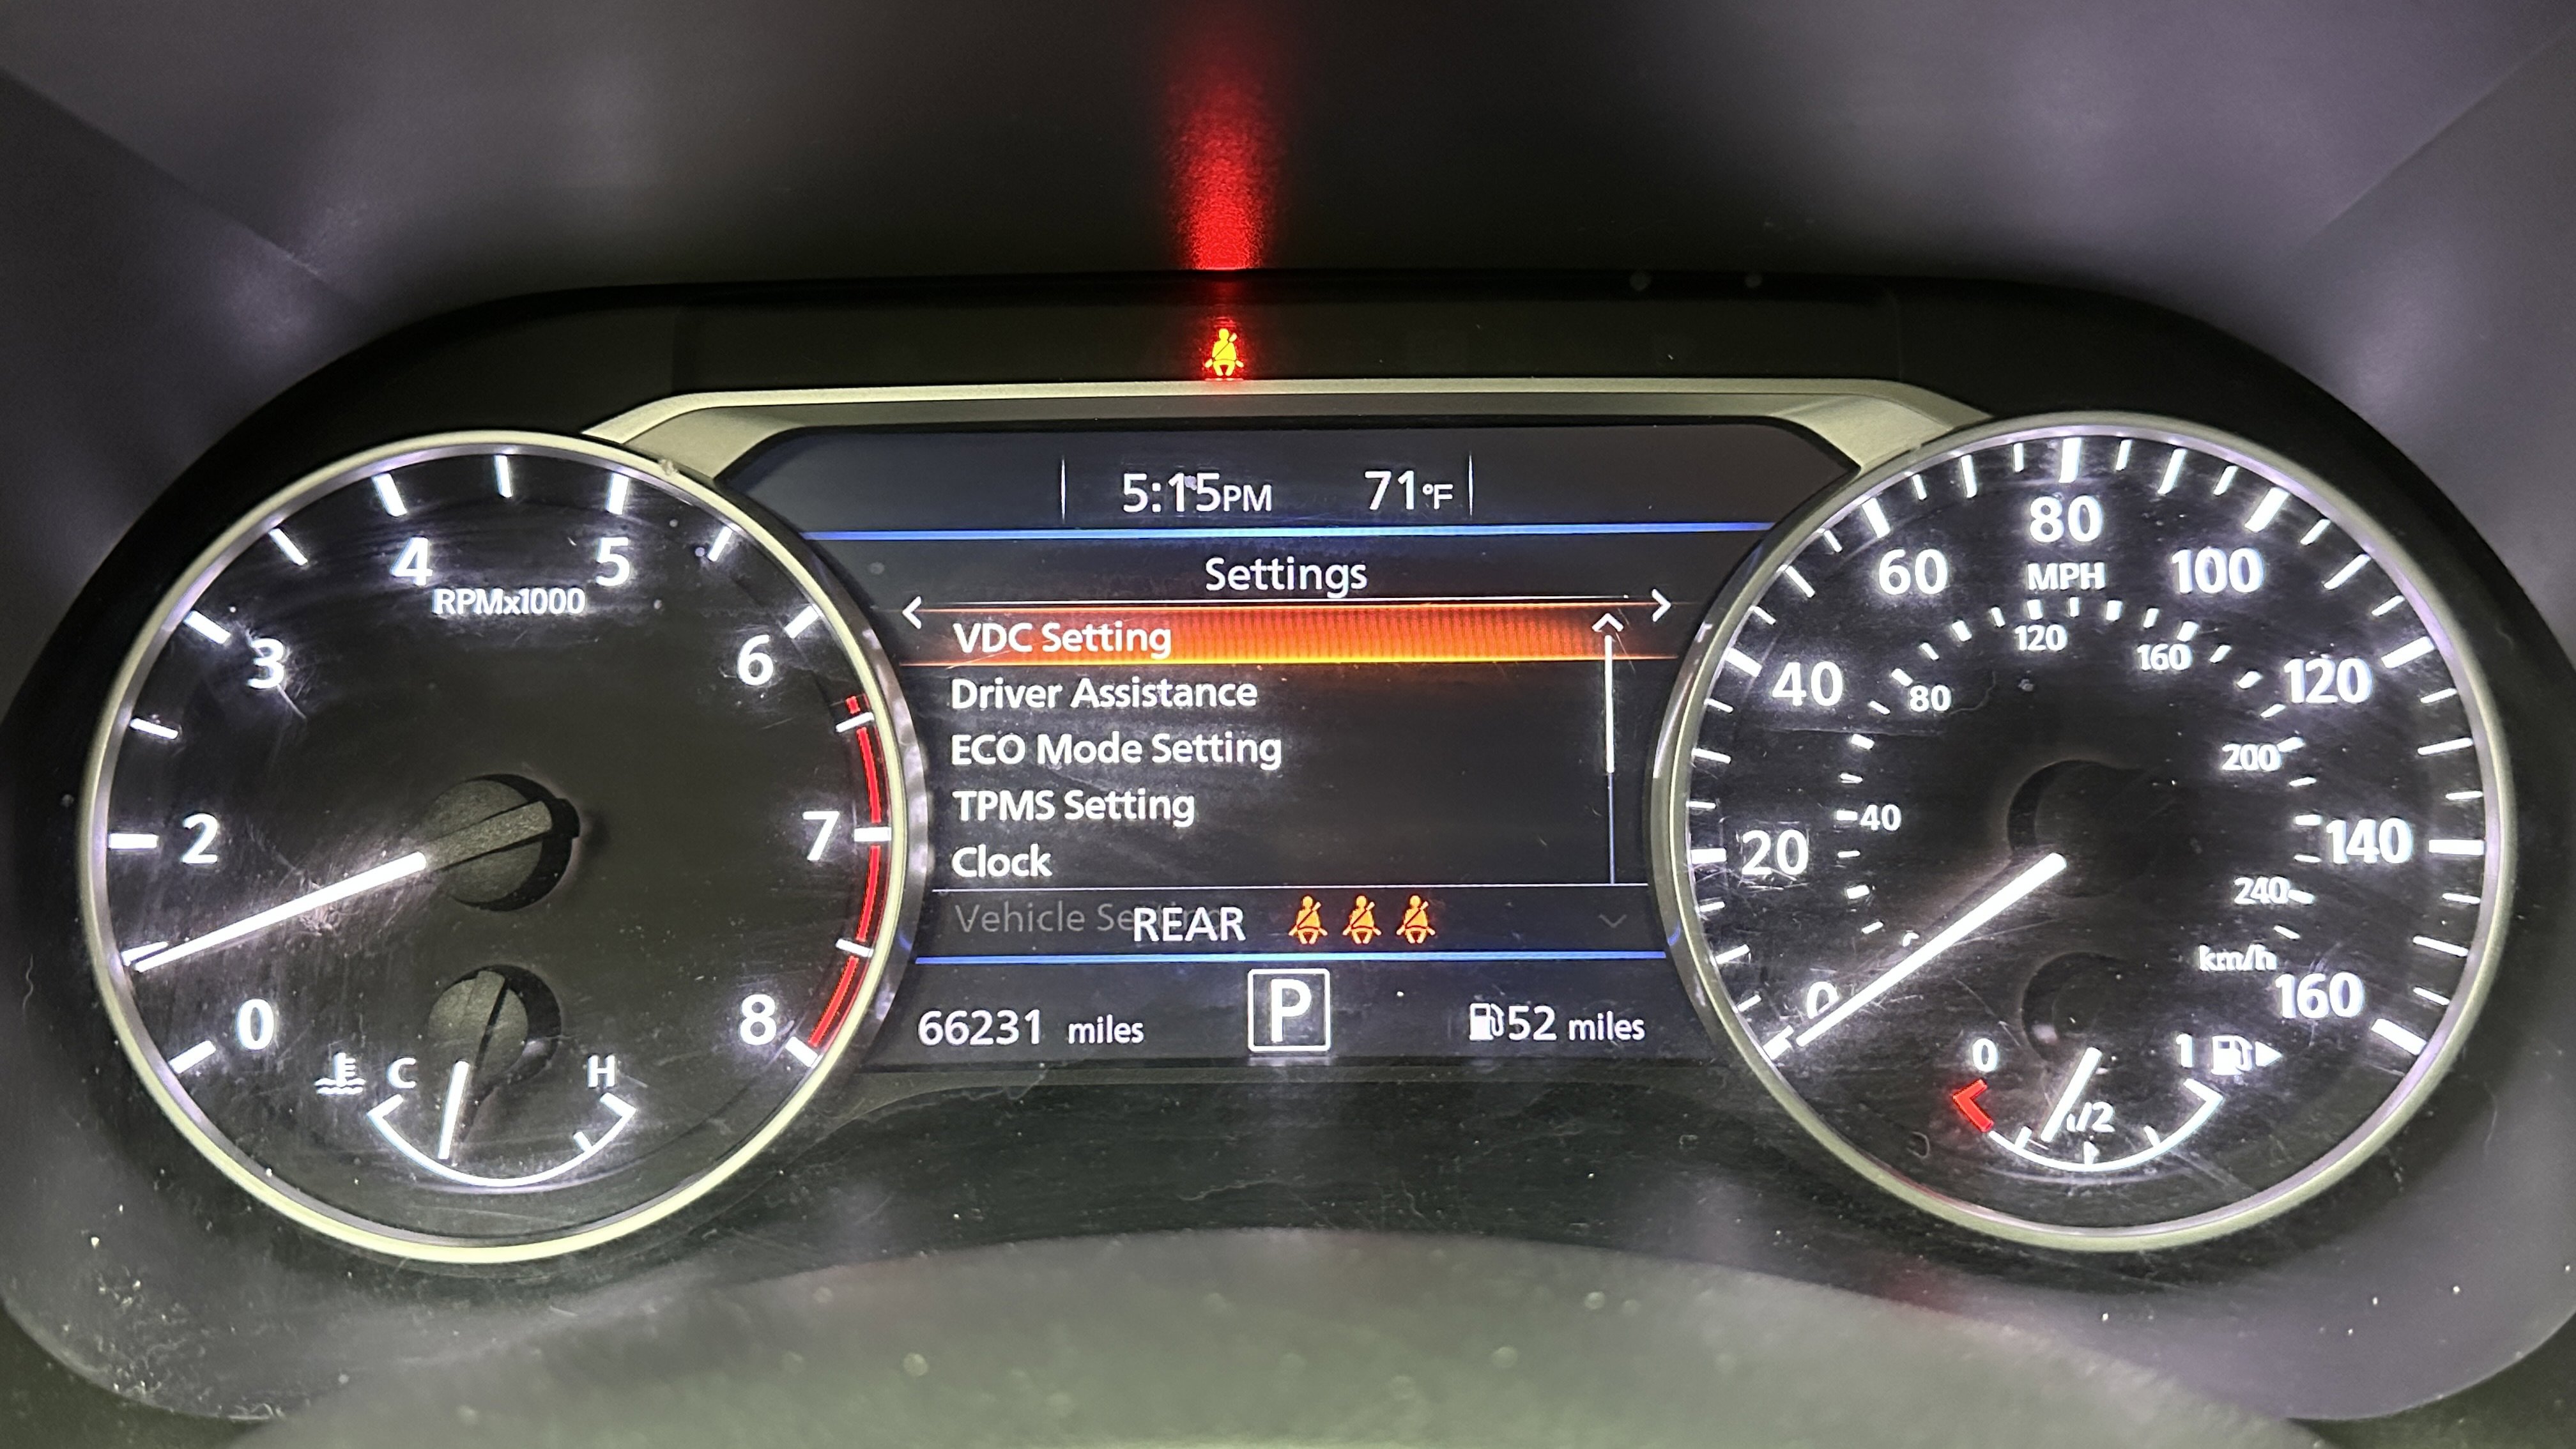 5:15PM 71°F
Settings
VDC Setting
Driver Assistance
ECO Mode Setting
TPMS Setting
Clock
REAR
66231 miles P 52 miles
0 2 3 4 5 6 7 8
RPMx1000
C H
0 20 40 60 80 100 120 140 160
MPH
40 80 120 160 200 240
km/h
0 1/2 1